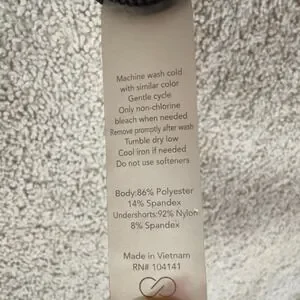 Machine wash cold
with similar color
Gentle cycle
Only non-chlorine
bleach when needed
Remove promptly after wash
Tumble dry low
Cool iron if needed
Do not use softeners
Body:86% Polyester
14% Spandex
Undershorts:92% Nylon
8% Spandex
Made in Vietnam
RN# 104141